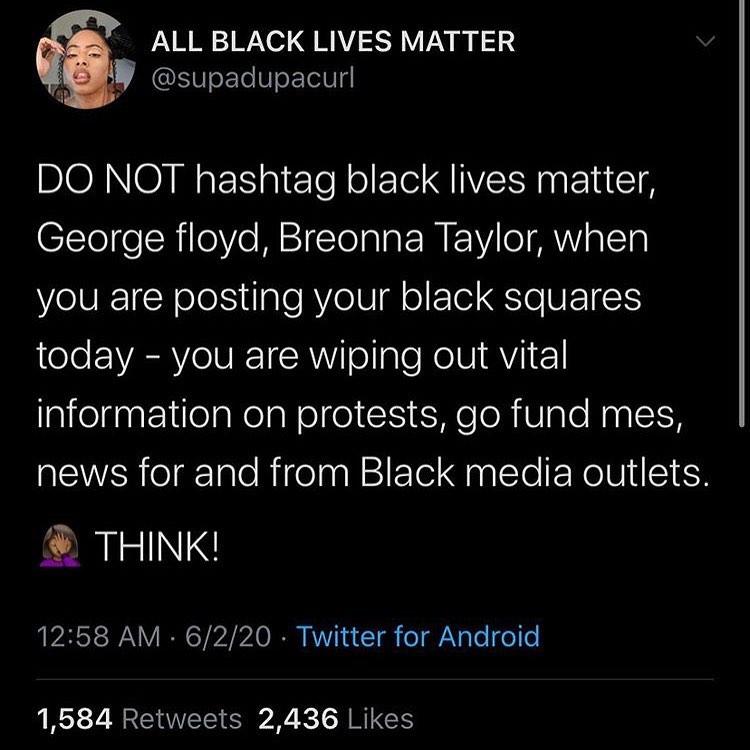 ALL BLACK LIVES MATTER
@supadupacurl
DO NOT hashtag black lives matter,
George floyd, Breonna Taylor, when
you are posting your black squares
today - you are wiping out vital
information on protests, go fund mes,
news for and from Black media outlets.
🤦🏾‍♀️ THINK!
12:58 AM · 6/2/20 · Twitter for Android
1,584 Retweets 2,436 Likes